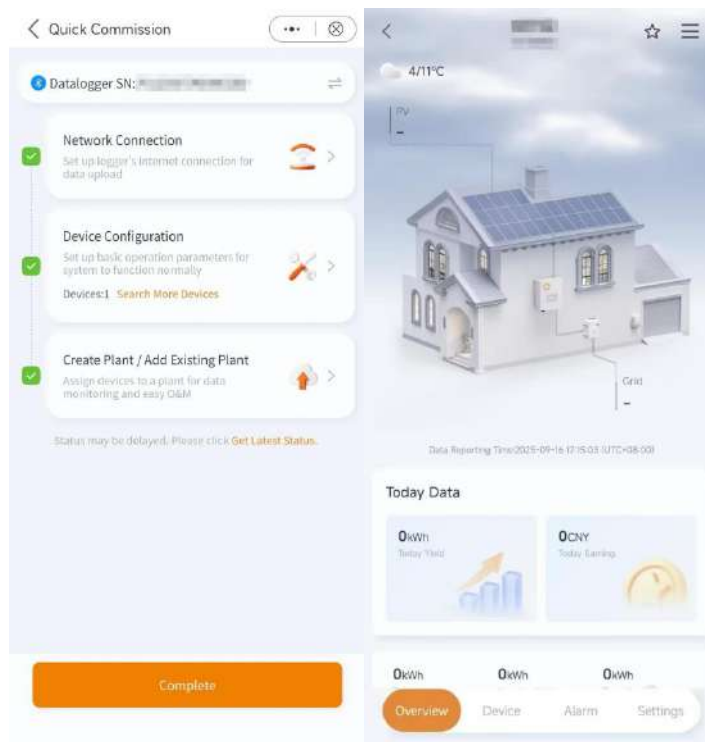 Quick Commission
Datalogger SN:
Network Connection
Set up logger's internet connection for
data upload
Device Configuration
Set up basic operation parameters for
system to function normally
Devices:1 Search More Devices
Create Plant / Add Existing Plant
Assign devices to a plant for data
monitoring and easy O&M
Status may be delayed. Please click Get Latest Status.
Complete
4/11°C
PV
-
Grid
-
Data Reporting Time:2025-09-16 17:15:03 (UTC+08:00)
Today Data
0kWh
Today Yield
0CNY
Today Earning
0kWh 0kWh 0kWh
Overview Device Alarm Settings